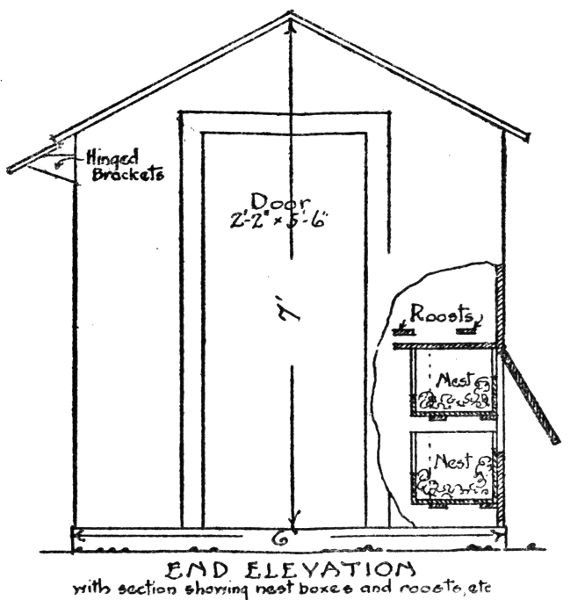 Hinged
Brackets
Door
2'-2" × 5'-6"
7'
Roosts
Nest
Nest
6'
END ELEVATION
with section showing nest boxes and roosts, etc